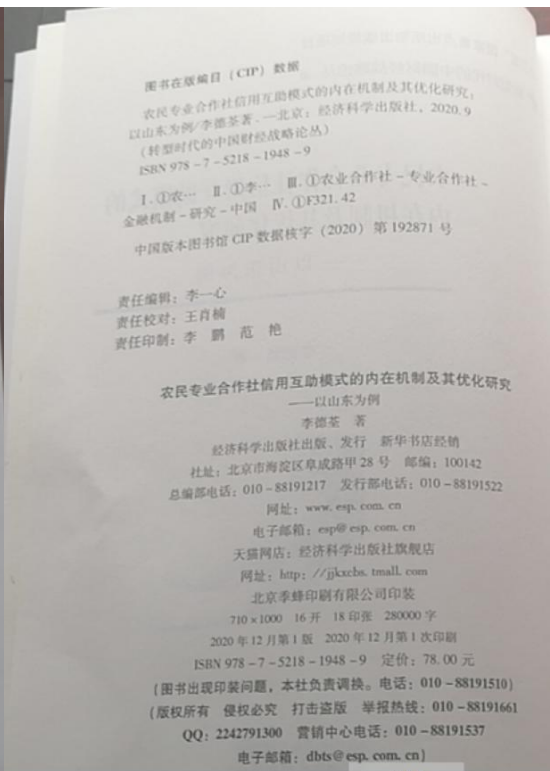 图书在版编目(CIP)数据
农民专业合作社信用互助模式的内在机制及其优化研究:
以山东为例/李德荃著.—北京:经济科学出版社,2020.9
(转型时代的中国财经战略论丛)
ISBN 978-7-5218-1948-9
Ⅰ.①农… Ⅱ.①李… Ⅲ.①农业合作社-专业合作社-
金融机制-研究-中国 Ⅳ.①F321.42
中国版本图书馆CIP数据核字(2020)第192871号
责任编辑:李一心
责任校对:王肖楠
责任印制:李 鹏 范 艳
农民专业合作社信用互助模式的内在机制及其优化研究
——以山东为例
李德荃 著
经济科学出版社出版、发行 新华书店经销
社址:北京市海淀区阜成路甲28号 邮编:100142
总编部电话:010-88191217 发行部电话:010-88191522
网址:www.esp.com.cn
电子邮箱:esp@esp.com.cn
天猫网店:经济科学出版社旗舰店
网址:http://jjkxcbs.tmall.com
北京季蜂印刷有限公司印装
710×1000 16开 18印张 280000字
2020年12月第1版 2020年12月第1次印刷
ISBN 978-7-5218-1948-9 定价:78.00元
(图书出现印装问题,本社负责调换。电话:010-88191510)
(版权所有 侵权必究 打击盗版 举报热线:010-88191661
QQ:2242791300 营销中心电话:010-88191537
电子邮箱:dbts@esp.com.cn)